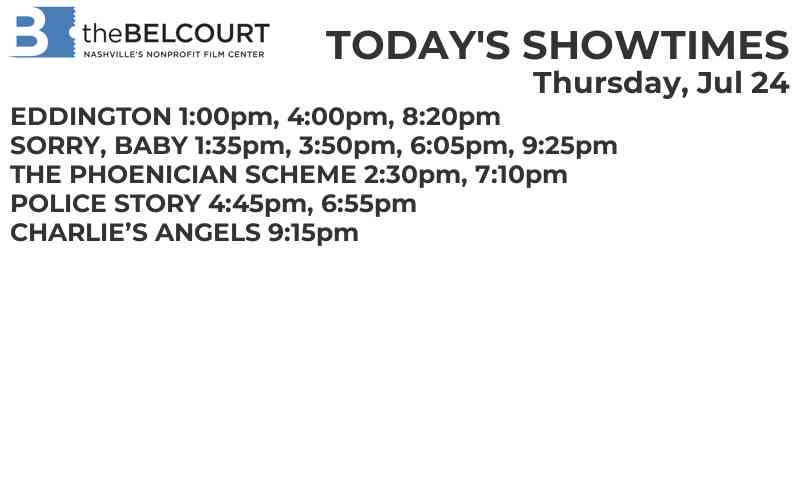 B theBELCOURT
NASHVILLE'S NONPROFIT FILM CENTER
TODAY'S SHOWTIMES
Thursday, Jul 24
EDDINGTON 1:00pm, 4:00pm, 8:20pm
SORRY, BABY 1:35pm, 3:50pm, 6:05pm, 9:25pm
THE PHOENICIAN SCHEME 2:30pm, 7:10pm
POLICE STORY 4:45pm, 6:55pm
CHARLIE’S ANGELS 9:15pm